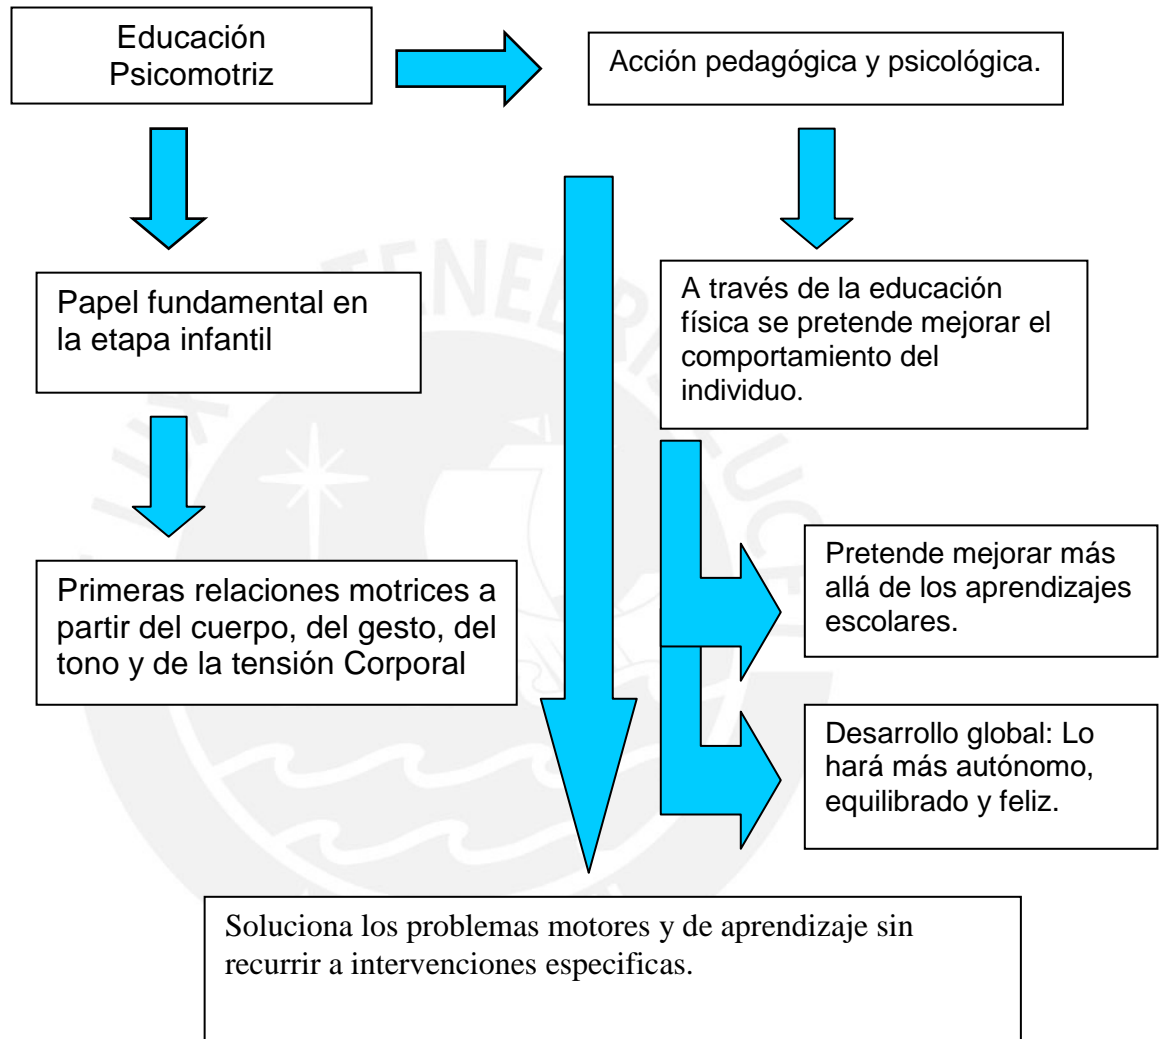 Educación
Psicomotriz
Acción pedagógica y psicológica.
Papel fundamental en
la etapa infantil
A través de la educación
física se pretende mejorar el
comportamiento del
individuo.
Primeras relaciones motrices a
partir del cuerpo, del gesto, del
tono y de la tensión Corporal
Pretende mejorar más
allá de los aprendizajes
escolares.
Desarrollo global: Lo
hará más autónomo,
equilibrado y feliz.
Soluciona los problemas motores y de aprendizaje sin
recurrir a intervenciones especificas.